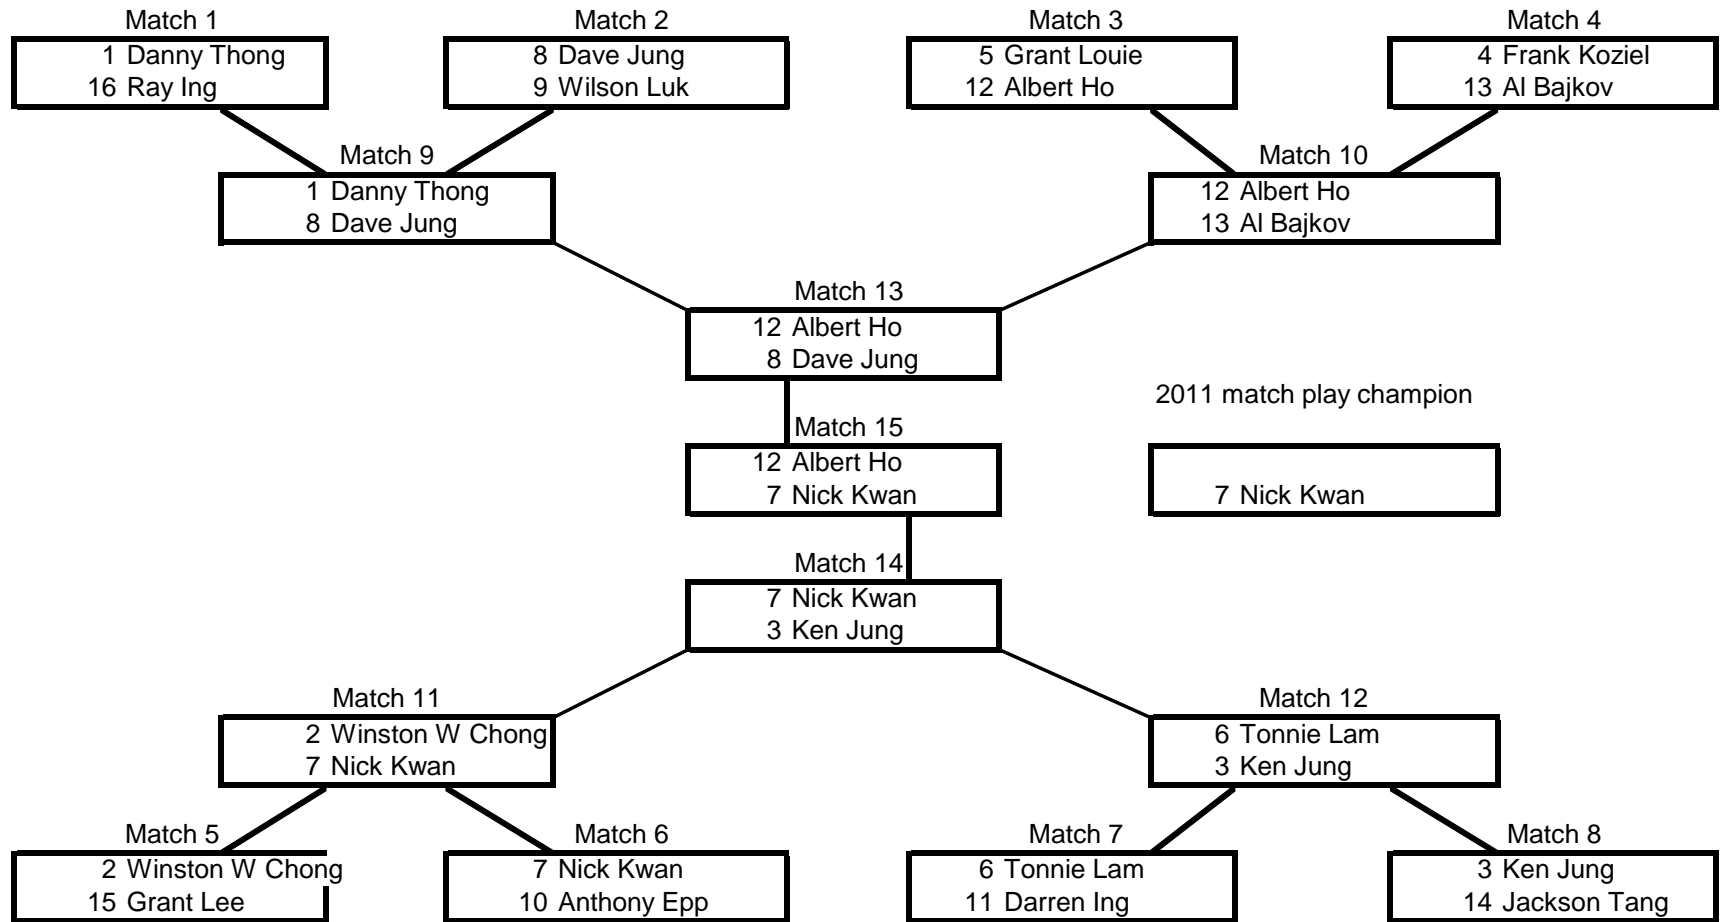 Match 1
Match 2
Match 3
Match 4
1 Danny Thong
16 Ray Ing
8 Dave Jung
9 Wilson Luk
5 Grant Louie
12 Albert Ho
4 Frank Koziel
13 Al Bajkov
Match 9
Match 10
1 Danny Thong
8 Dave Jung
12 Albert Ho
13 Al Bajkov
Match 13
12 Albert Ho
8 Dave Jung
2011 match play champion
Match 15
12 Albert Ho
7 Nick Kwan
7 Nick Kwan
Match 14
7 Nick Kwan
3 Ken Jung
Match 11
Match 12
2 Winston W Chong
7 Nick Kwan
6 Tonnie Lam
3 Ken Jung
Match 5
Match 6
Match 7
Match 8
2 Winston W Chong
15 Grant Lee
7 Nick Kwan
10 Anthony Epp
6 Tonnie Lam
11 Darren Ing
3 Ken Jung
14 Jackson Tang